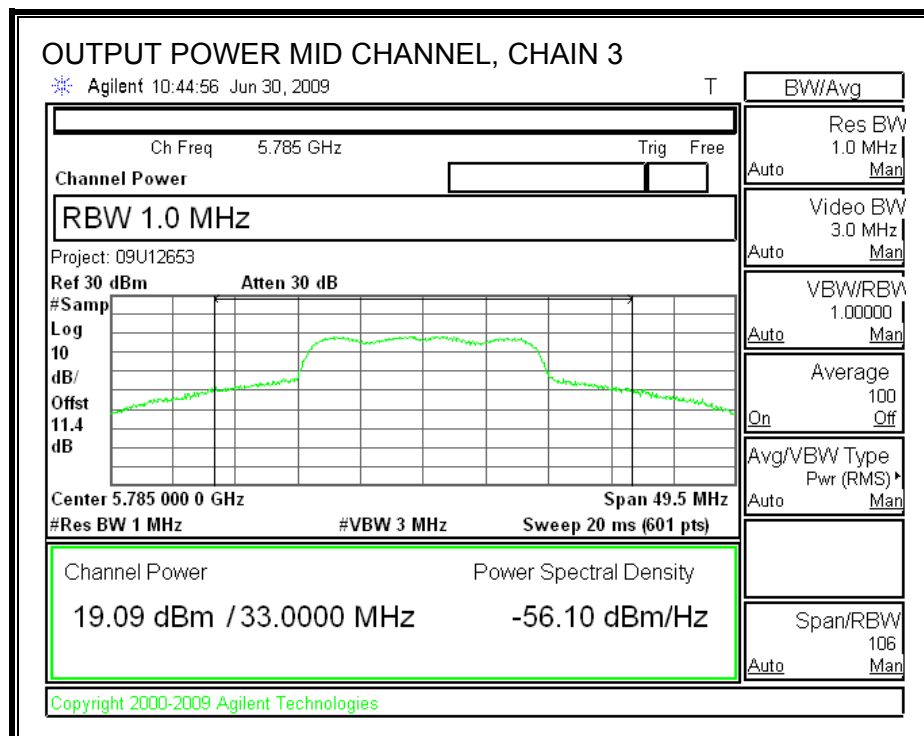 OUTPUT POWER MID CHANNEL, CHAIN 3
Agilent 10:44:56 Jun 30, 2009 T
BW/Avg
Ch Freq 5.785 GHz Trig Free
Channel Power
RBW 1.0 MHz
Project: 09U12653
Ref 30 dBm Atten 30 dB
#Samp
Log
10
dB/
Offst
11.4
dB
Center 5.785 000 0 GHz Span 49.5 MHz
#Res BW 1 MHz #VBW 3 MHz Sweep 20 ms (601 pts)
Channel Power Power Spectral Density
19.09 dBm / 33.0000 MHz -56.10 dBm/Hz
Res BW
1.0 MHz
Auto Man
Video BW
3.0 MHz
Auto Man
VBW/RBW
1.00000
Auto Man
Average
100
On Off
Avg/VBW Type
Pwr (RMS)
Auto Man
Span/RBW
106
Auto Man
Copyright 2000-2009 Agilent Technologies